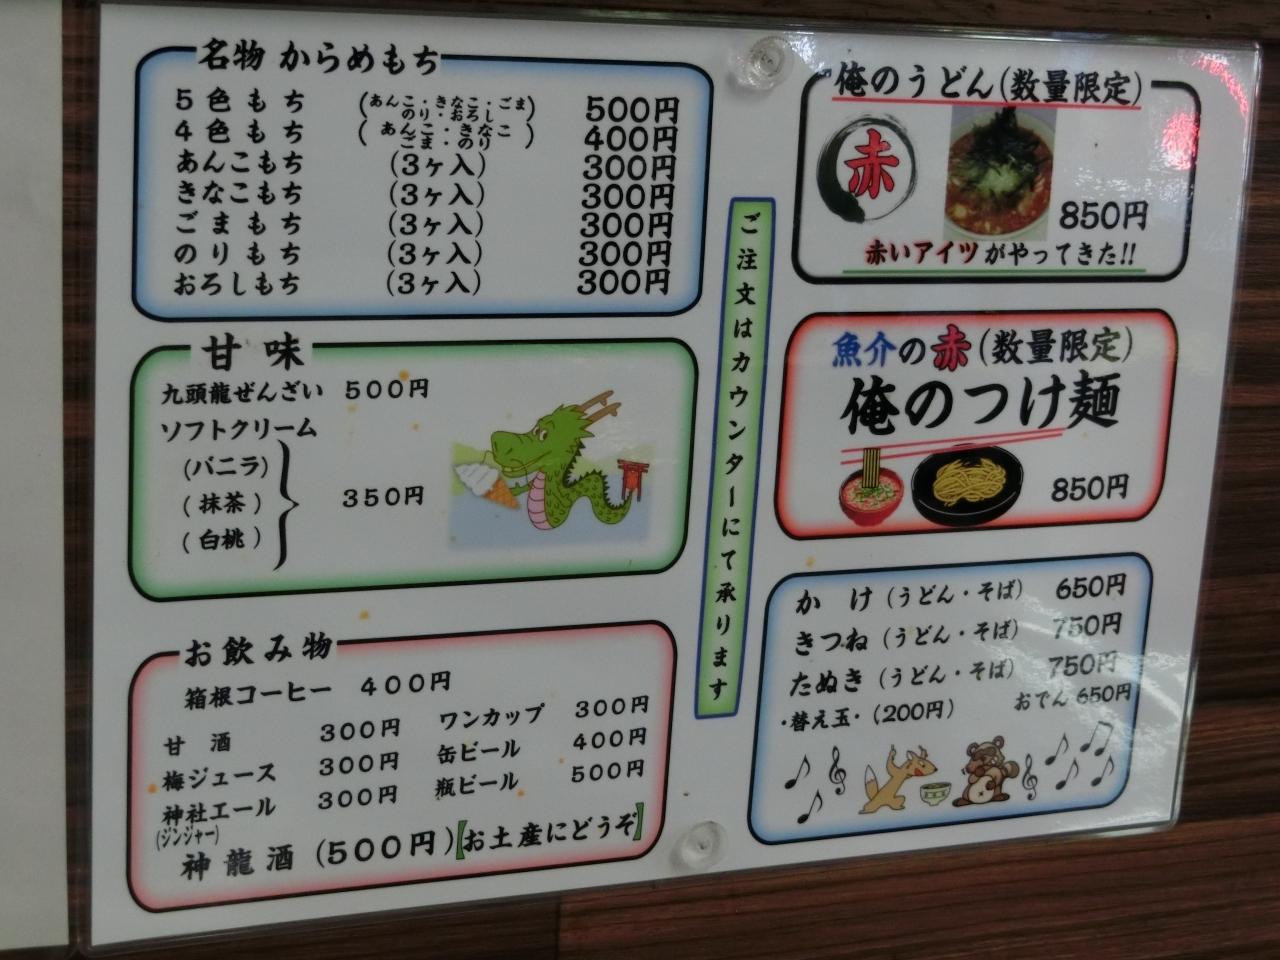 名物 からめもち
5色もち (あんこ・きなこ・ごま のり・おろし) 500円
4色もち (あんこ・きなこ ごま・のり) 400円
あんこもち (3ヶ入) 300円
きなこもち (3ヶ入) 300円
ごまもち (3ヶ入) 300円
のりもち (3ヶ入) 300円
おろしもち (3ヶ入) 300円
甘味
九頭龍ぜんざい 500円
ソフトクリーム
(バニラ)
(抹茶) 350円
(白桃)
お飲み物
箱根コーヒー 400円
甘酒 300円
梅ジュース 300円
神社エール 300円
(ジンジャー)
ワンカップ 300円
缶ビール 400円
瓶ビール 500円
神龍酒 (500円)【お土産にどうぞ】
ご注文はカウンターにて承ります
俺のうどん(数量限定)
赤
850円
赤いアイツがやってきた!!
魚介の赤(数量限定)
俺のつけ麺
850円
かけ (うどん・そば) 650円
きつね (うどん・そば) 750円
たぬき (うどん・そば) 750円
・替え玉・(200円) おでん 650円